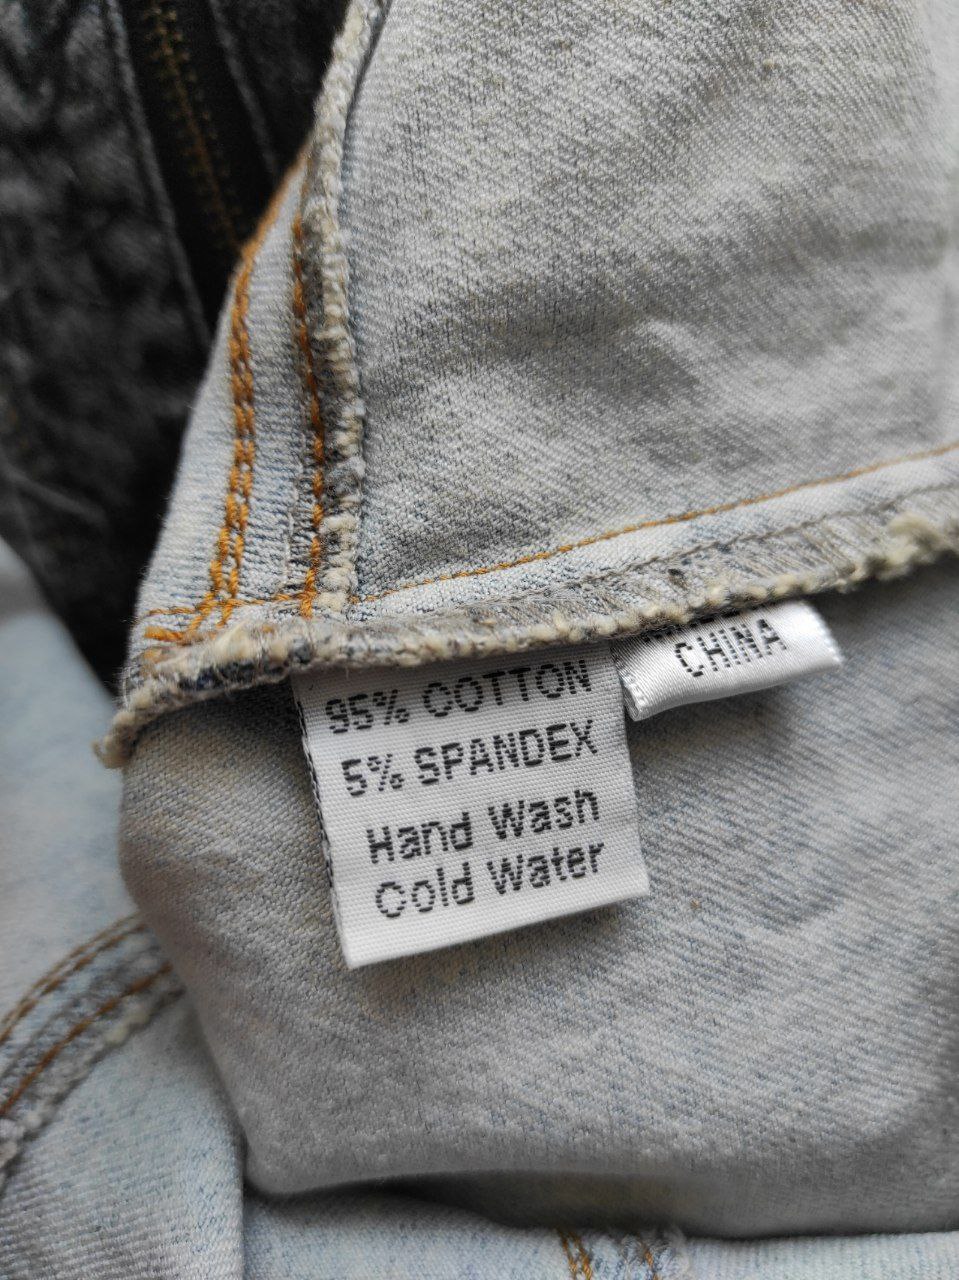 95% COTTON
5% SPANDEX
Hand Wash
Cold Water
CHINA